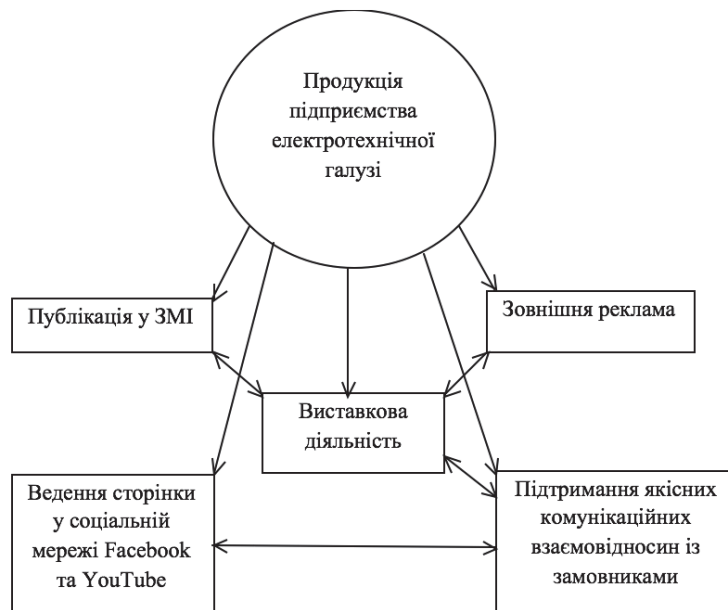 Продукція
підприємства
електротехнічної
галузі
Публікація у ЗМІ
Зовнішня реклама
Виставкова
діяльність
Ведення сторінки
у соціальній
мережі Facebook
та YouTube
Підтримання якісних
комунікаційних
взаємовідносин із
замовниками